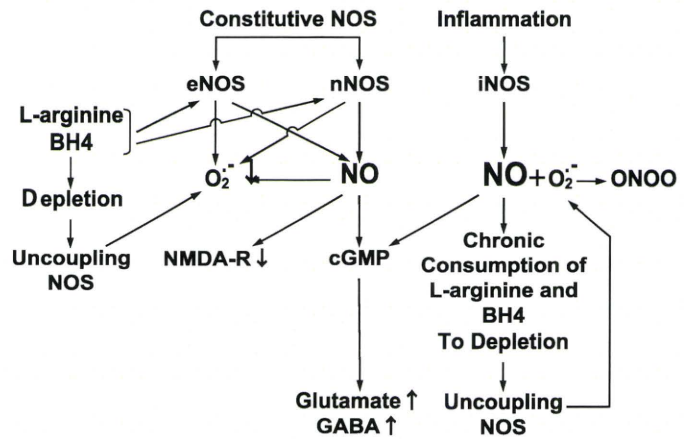 Constitutive NOS
Inflammation
eNOS
nNOS
iNOS
L-arginine
BH4
O₂·⁻ ↓
NO
NO + O₂·⁻ → ONOO
Depletion
Uncoupling
NOS
NMDA-R ↓
cGMP
Chronic
Consumption of
L-arginine and
BH4
To Depletion
Glutamate ↑
GABA ↑
Uncoupling
NOS